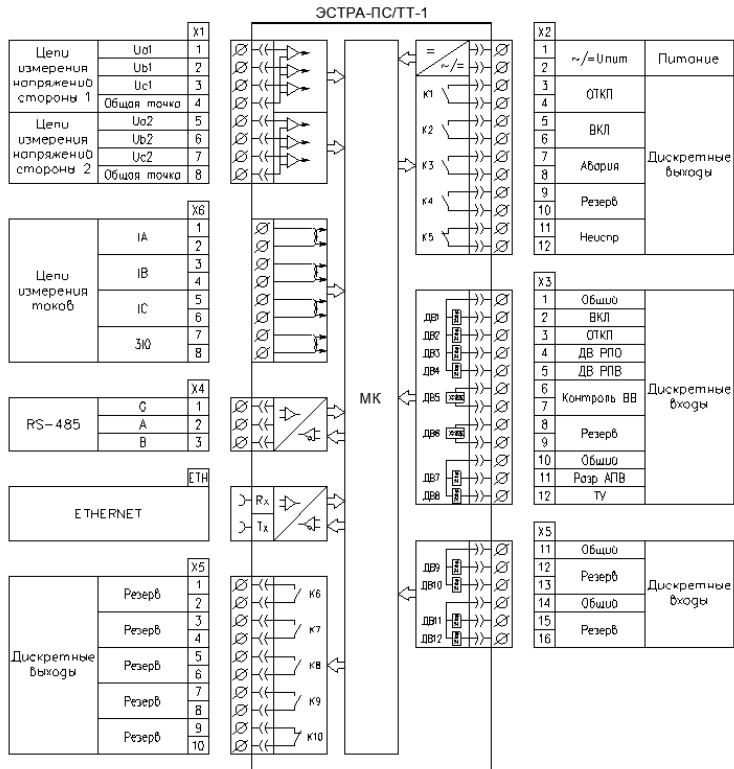 ЭСТРА-ПС/ТТ-1
X1
Цепи измерения напряжений стороны 1
Ua1 1
Ub1 2
Uc1 3
Общая точка 4
Цепи измерения напряжений стороны 2
Ua2 5
Ub2 6
Uc2 7
Общая точка 8
X6
Цепи измерения токов
IA 1 2
IB 3 4
IC 5 6
3I0 7 8
X4
RS-485
G 1
A 2
B 3
ETH
ETHERNET
Rx
Tx
X5
Дискретные выходы
Резерв 1 2
Резерв 3 4
Резерв 5 6
Резерв 7 8
Резерв 9 10
K6
K7
K8
K9
K10
МК
=
~/=
K1
K2
K3
K4
K5
X2
1 2 ~/=Uпит Питание
3 4 ОТКЛ
5 6 ВКЛ
7 8 Авария
9 10 Резерв
11 12 Неиспр
Дискретные выходы
ДВ1
ДВ2
ДВ3
ДВ4
ДВ5
ДВ6
ДВ7
ДВ8
X3
1 Общий
2 ВКЛ
3 ОТКЛ
4 ДВ РПО
5 ДВ РПВ
6 7 Контроль ВВ
8 9 Резерв
10 Общий
11 Разр АПВ
12 ТУ
Дискретные входы
ДВ9
ДВ10
ДВ11
ДВ12
X5
11 Общий
12 13 Резерв
14 Общий
15 16 Резерв
Дискретные входы